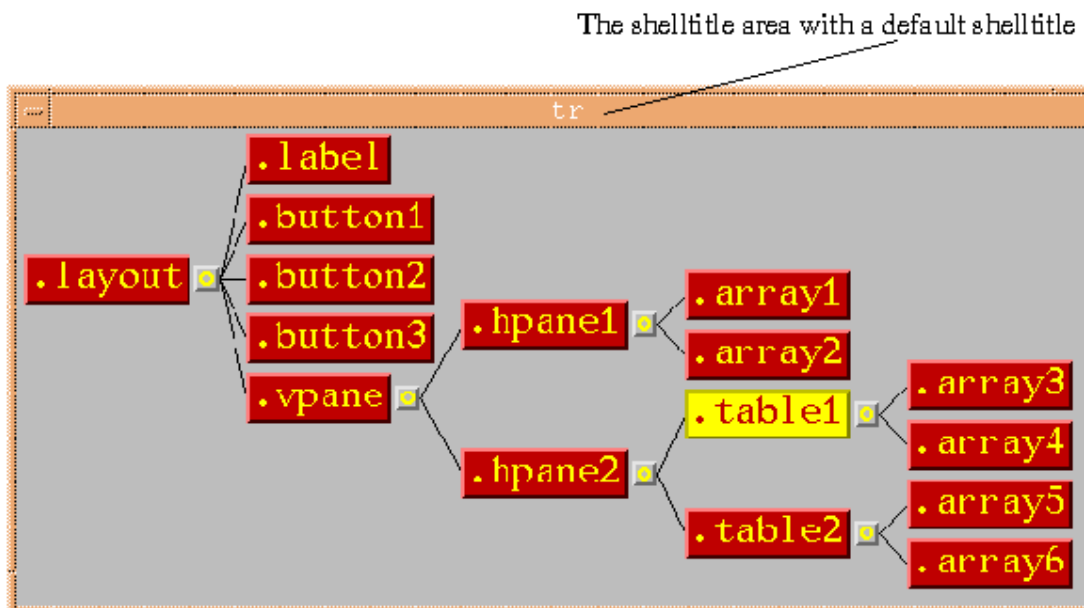 The shelltitle area with a default shelltitle
tr
.label
.button1
.layout
.button2
.button3
.vpane
.hpane1
.array1
.array2
.hpane2
.table1
.array3
.array4
.table2
.array5
.array6